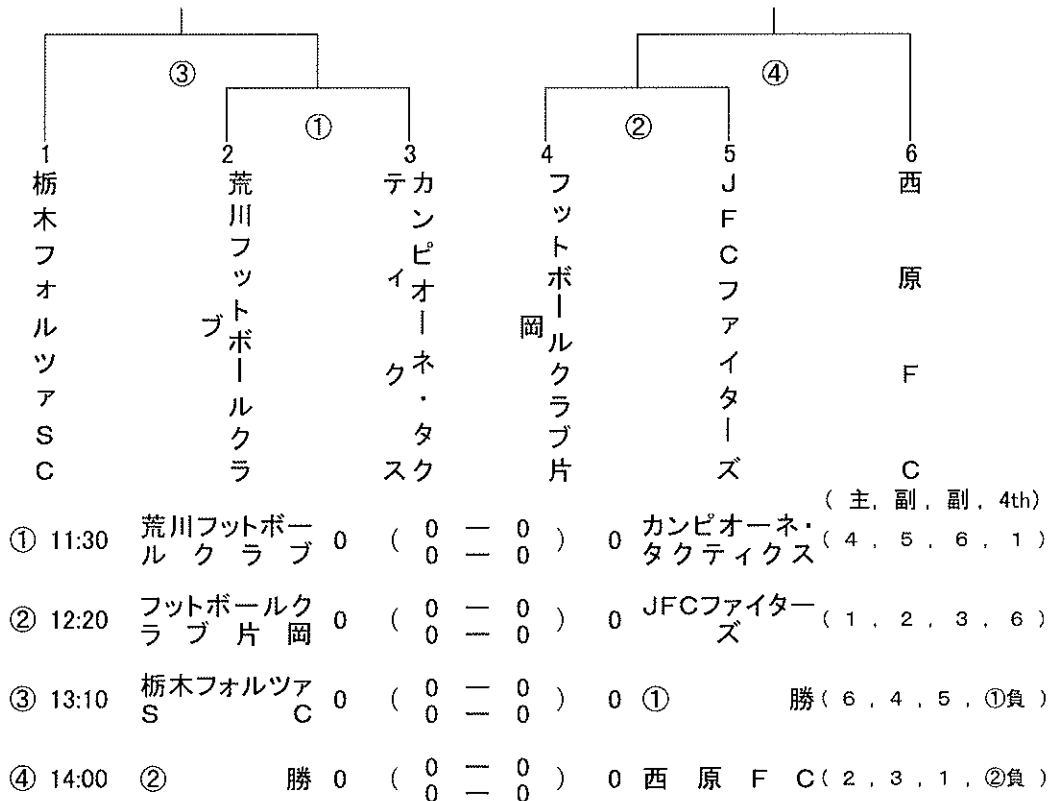 ③ ④
① ②
1 2 3 4 5 6
栃木フォルツァSC
荒川フットボールクラ
ブ
カンピオーネ・タク
ティクス
フットボールクラブ片
岡
JFCファイターズ
西原FC
( 主, 副, 副, 4th)
① 11:30 荒川フットボー
ルクラブ 0 ( 0 ー 0
0 ー 0 ) 0 カンピオーネ・
タクティクス ( 4 , 5 , 6 , 1 )
② 12:20 フットボールク
ラブ片岡 0 ( 0 ー 0
0 ー 0 ) 0 JFCファイター
ズ ( 1 , 2 , 3 , 6 )
③ 13:10 栃木フォルツァ
SC 0 ( 0 ー 0
0 ー 0 ) 0 ① 勝 ( 6 , 4 , 5 , ①負 )
④ 14:00 ② 勝 0 ( 0 ー 0
0 ー 0 ) 0 西原FC ( 2 , 3 , 1 , ②負 )